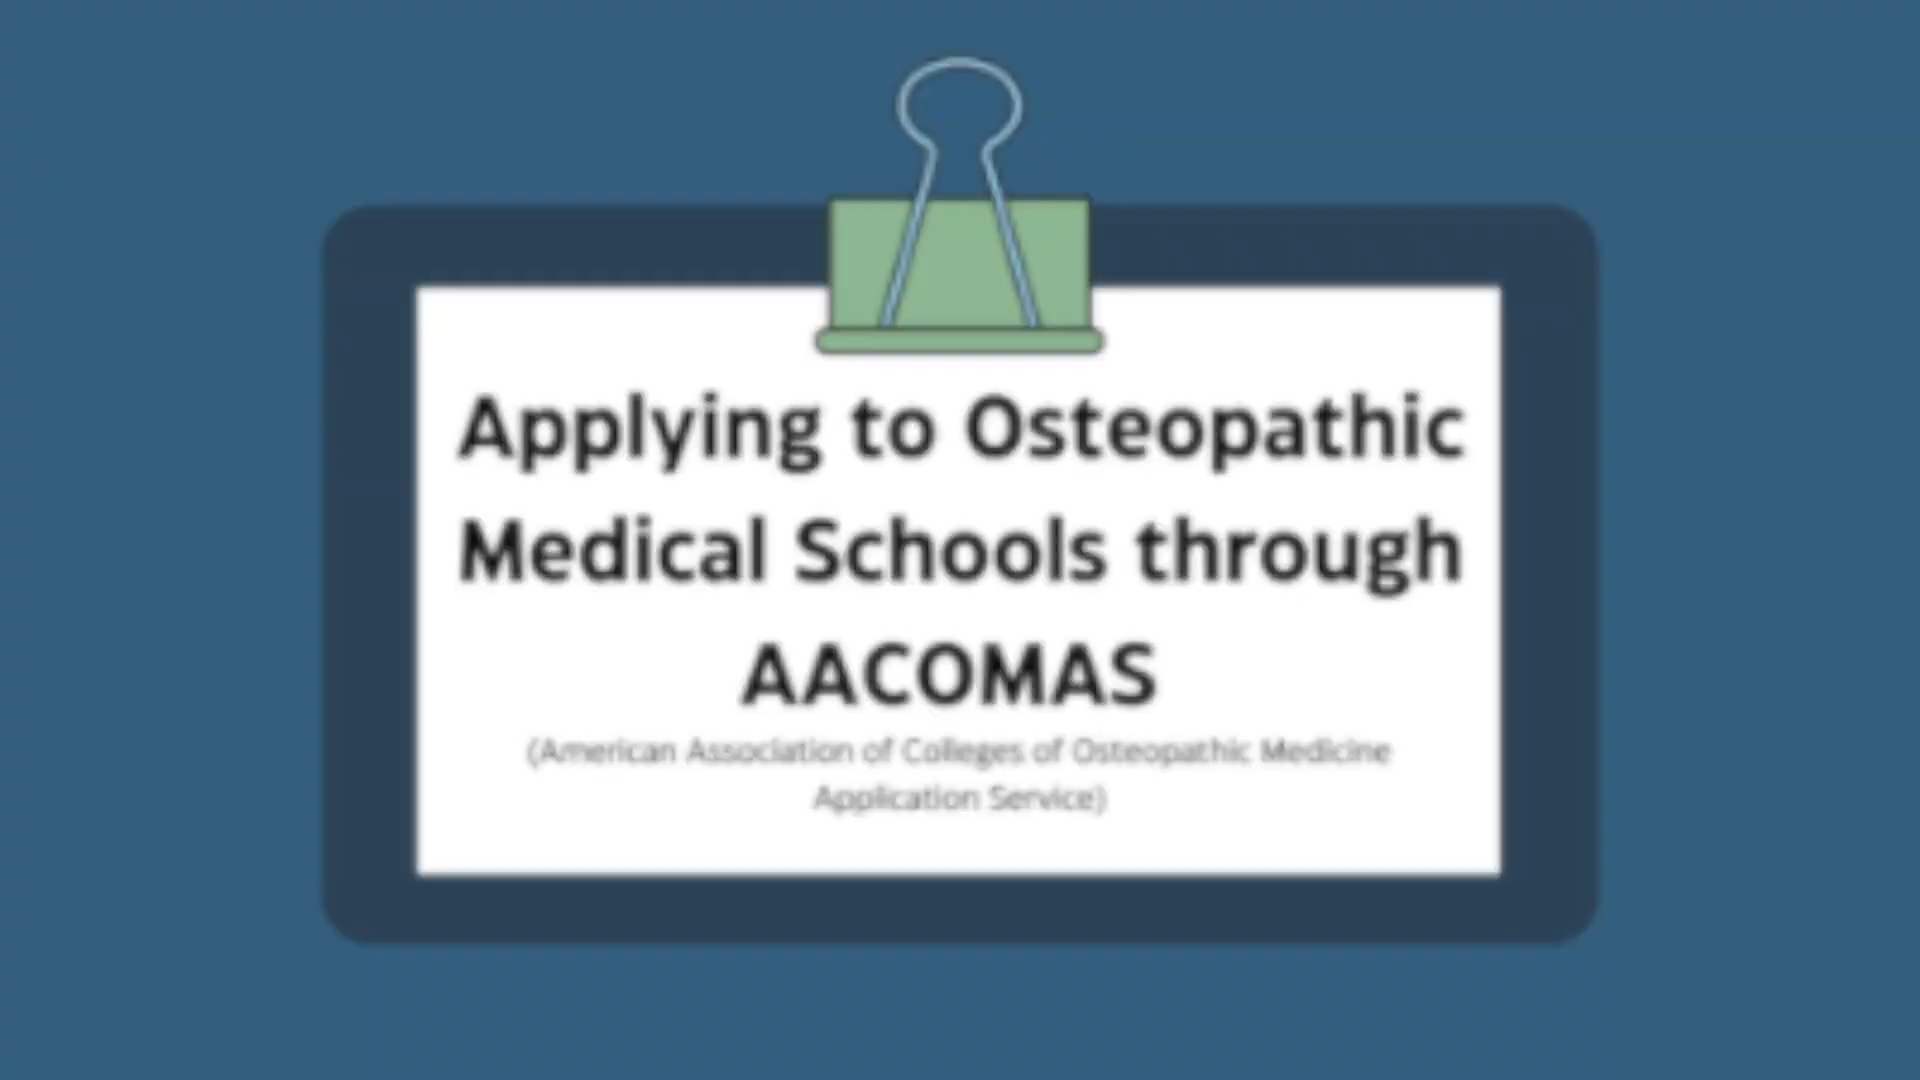 Applying to Osteopathic
Medical Schools through
AACOMAS
(American Association of Colleges of Osteopathic Medicine
Application Service)